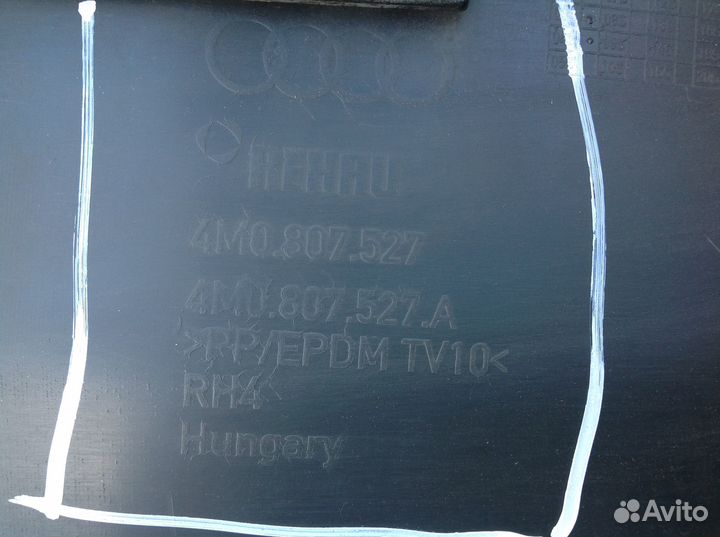 REHAU
4M0.807.527
4M0.807.527.A
>PP/EPDM TV10<
RH4
Hungary
Avito